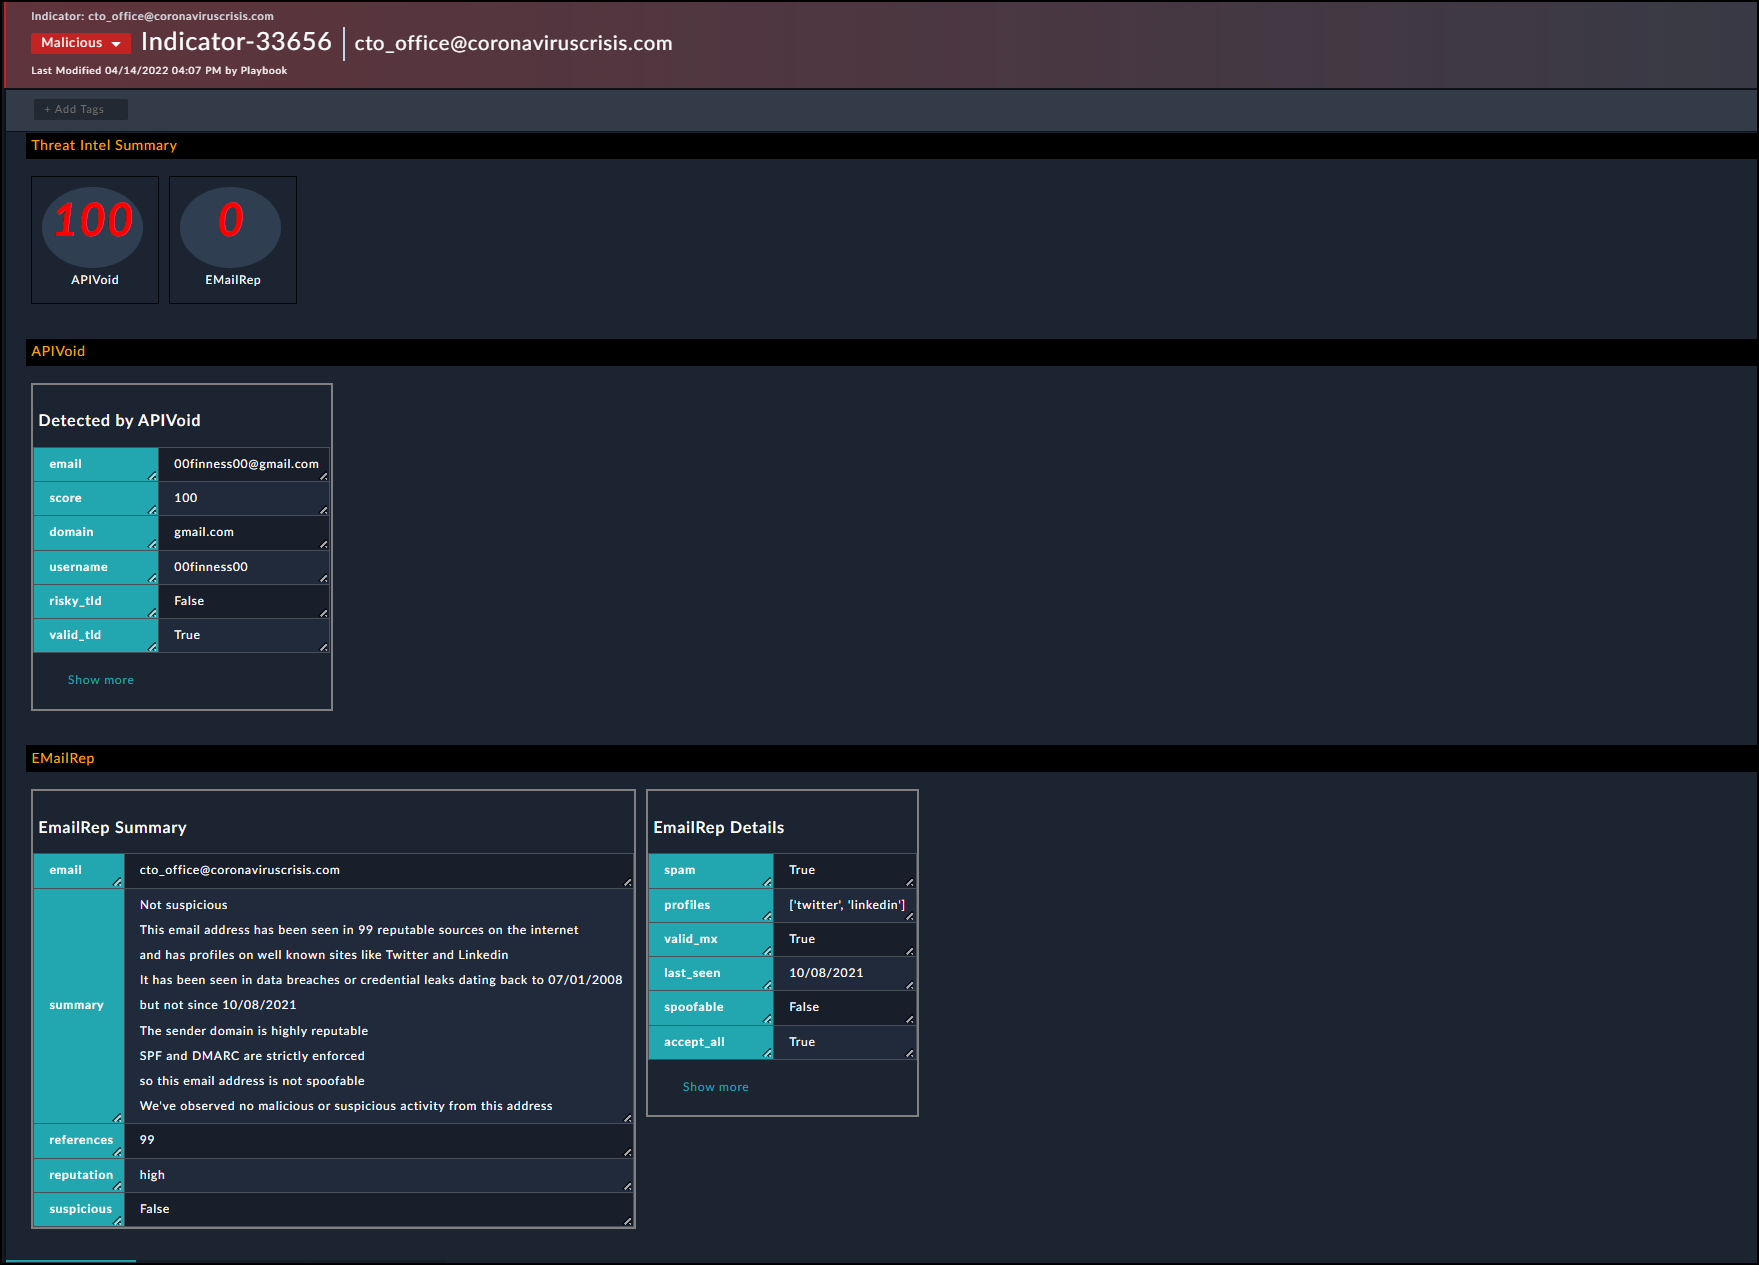 Indicator: cto_office@coronaviruscrisis.com
Malicious Indicator-33656 cto_office@coronaviruscrisis.com
Last Modified 04/14/2022 04:07 PM by Playbook
+ Add Tags
Threat Intel Summary
100 0
APIVoid EMailRep
APIVoid
Detected by APIVoid
email 00finness00@gmail.com
score 100
domain gmail.com
username 00finness00
risky_tld False
valid_tld True
Show more
EMailRep
EmailRep Summary
email cto_office@coronaviruscrisis.com
summary
Not suspicious
This email address has been seen in 99 reputable sources on the internet
and has profiles on well known sites like Twitter and Linkedin
It has been seen in data breaches or credential leaks dating back to 07/01/2008
but not since 10/08/2021
The sender domain is highly reputable
SPF and DMARC are strictly enforced
so this email address is not spoofable
We've observed no malicious or suspicious activity from this address
references 99
reputation high
suspicious False
EmailRep Details
spam True
profiles ['twitter', 'linkedin']
valid_mx True
last_seen 10/08/2021
spoofable False
accept_all True
Show more